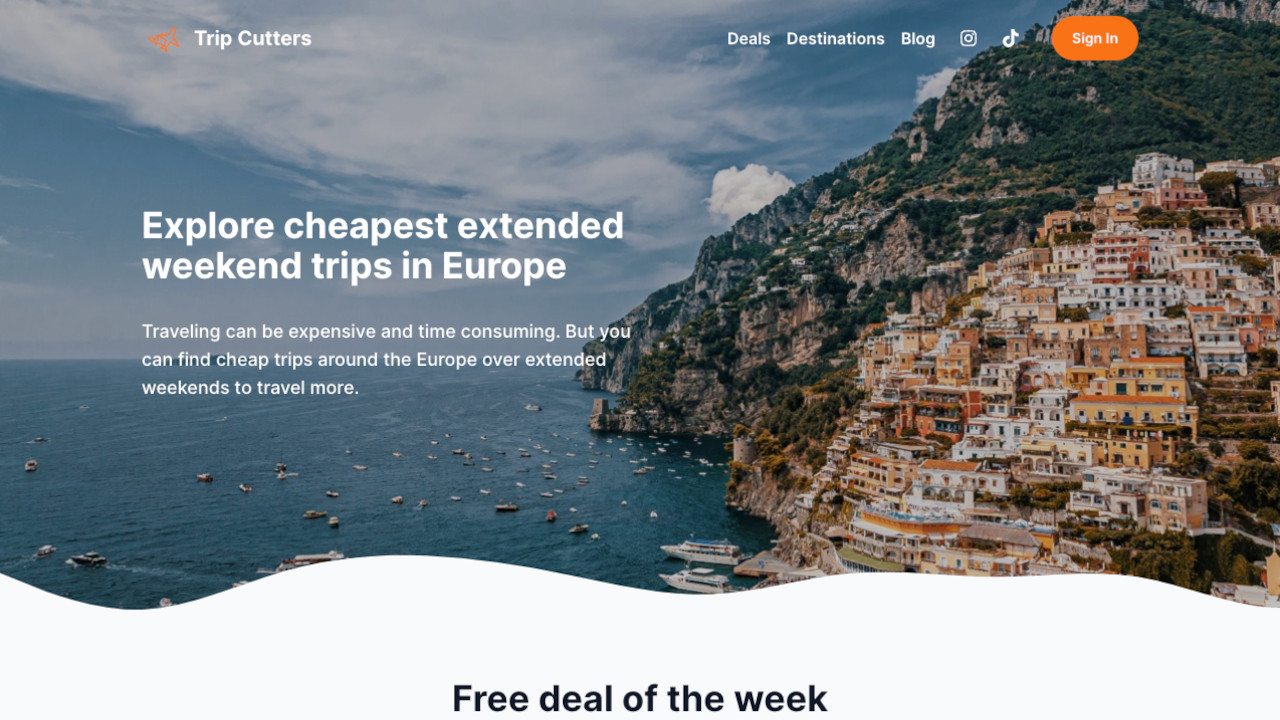 Trip Cutters
Deals Destinations Blog Sign In
Explore cheapest extended
weekend trips in Europe
Traveling can be expensive and time consuming. But you
can find cheap trips around the Europe over extended
weekends to travel more.
Free deal of the week